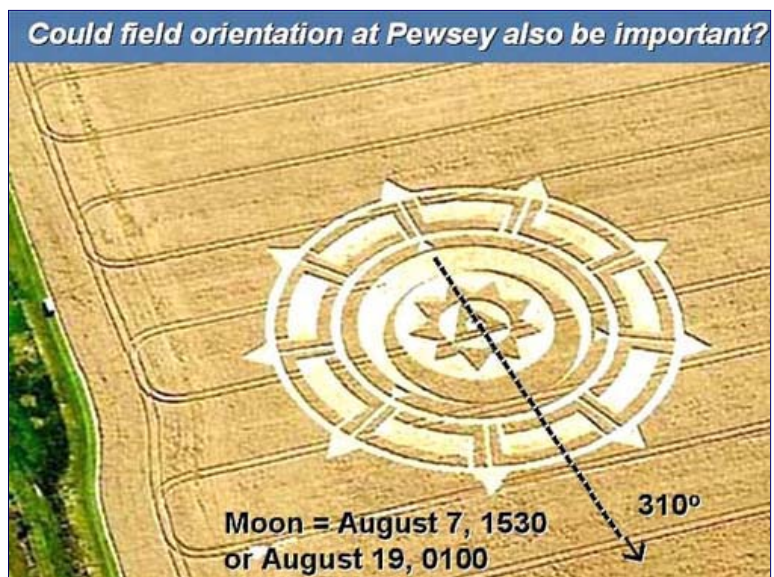 Could field orientation at Pewsey also be important?
310º
Moon = August 7, 1530
or August 19, 0100